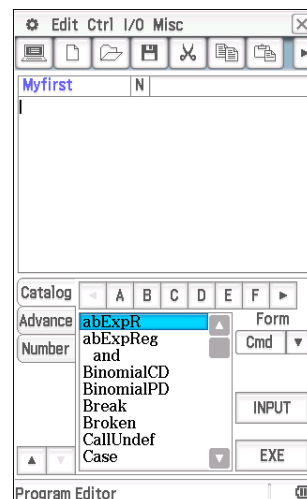 Edit Ctrl I/O Misc
Myfirst N
Catalog A B C D E F
Advance
Number
abExpR
abExpReg
and
BinomialCD
BinomialPD
Break
Broken
CallUndef
Case
Form
Cmd
INPUT
EXE
Program Editor